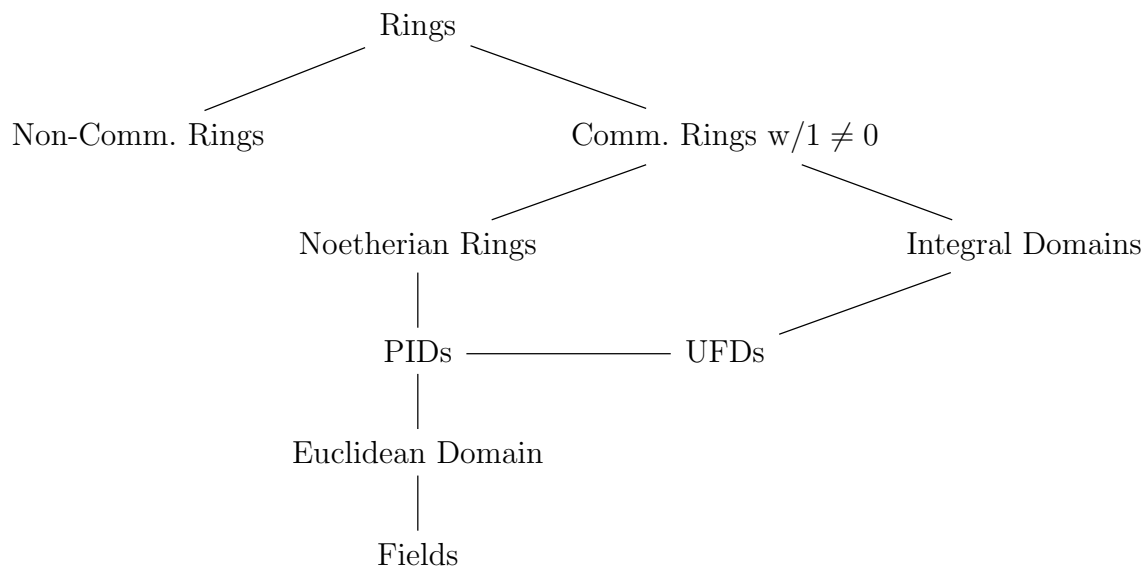 Rings
Non-Comm. Rings
Comm. Rings w/1 ≠ 0
Noetherian Rings
Integral Domains
PIDs
UFDs
Euclidean Domain
Fields